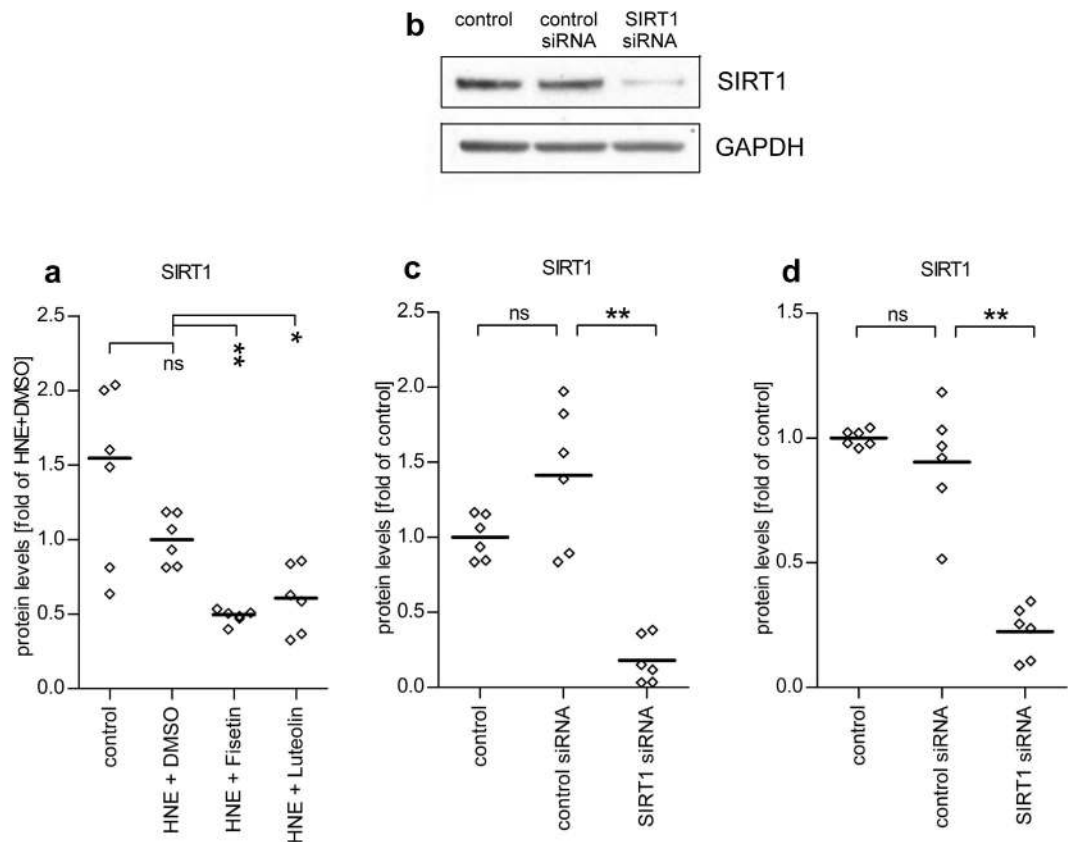 b
control
control
siRNA
SIRT1
siRNA
SIRT1
GAPDH
a
SIRT1
protein levels [fold of HNE+DMSO]
2.5
2.0
1.5
1.0
0.5
0.0
ns
**
*
control
HNE + DMSO
HNE + Fisetin
HNE + Luteolin
c
SIRT1
protein levels [fold of control]
2.5
2.0
1.5
1.0
0.5
0.0
ns
**
control
control siRNA
SIRT1 siRNA
d
SIRT1
protein levels [fold of control]
1.5
1.0
0.5
0.0
ns
**
control
control siRNA
SIRT1 siRNA